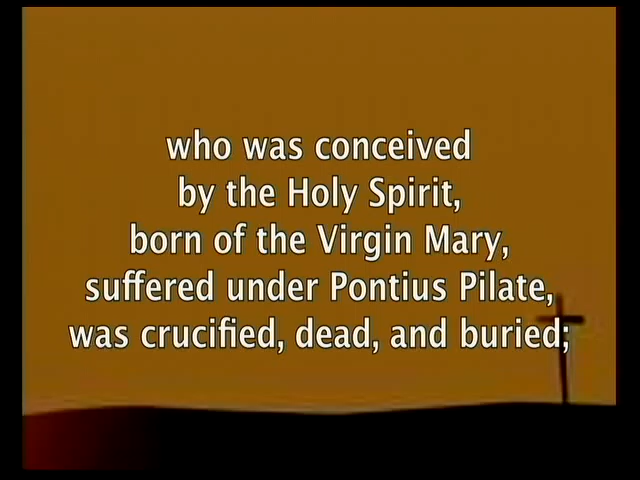 who was conceived
by the Holy Spirit,
born of the Virgin Mary,
suffered under Pontius Pilate,
was crucified, dead, and buried;